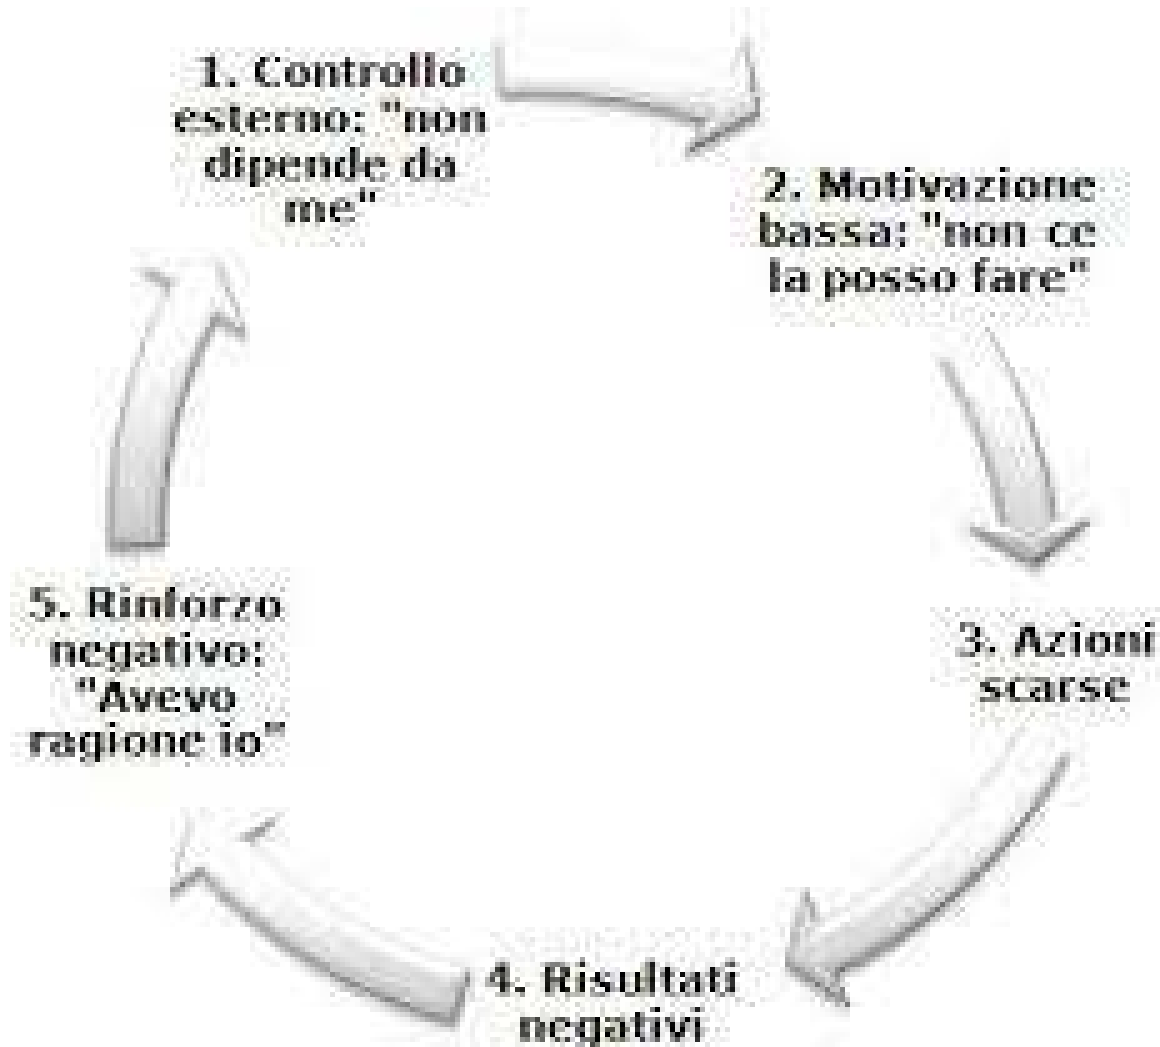 1. Controllo
esterno: "non
dipende da
me"
2. Motivazione
bassa: "non ce
la posso fare"
3. Azioni
scarse
4. Risultati
negativi
5. Rinforzo
negativo:
"Avevo
ragione io"